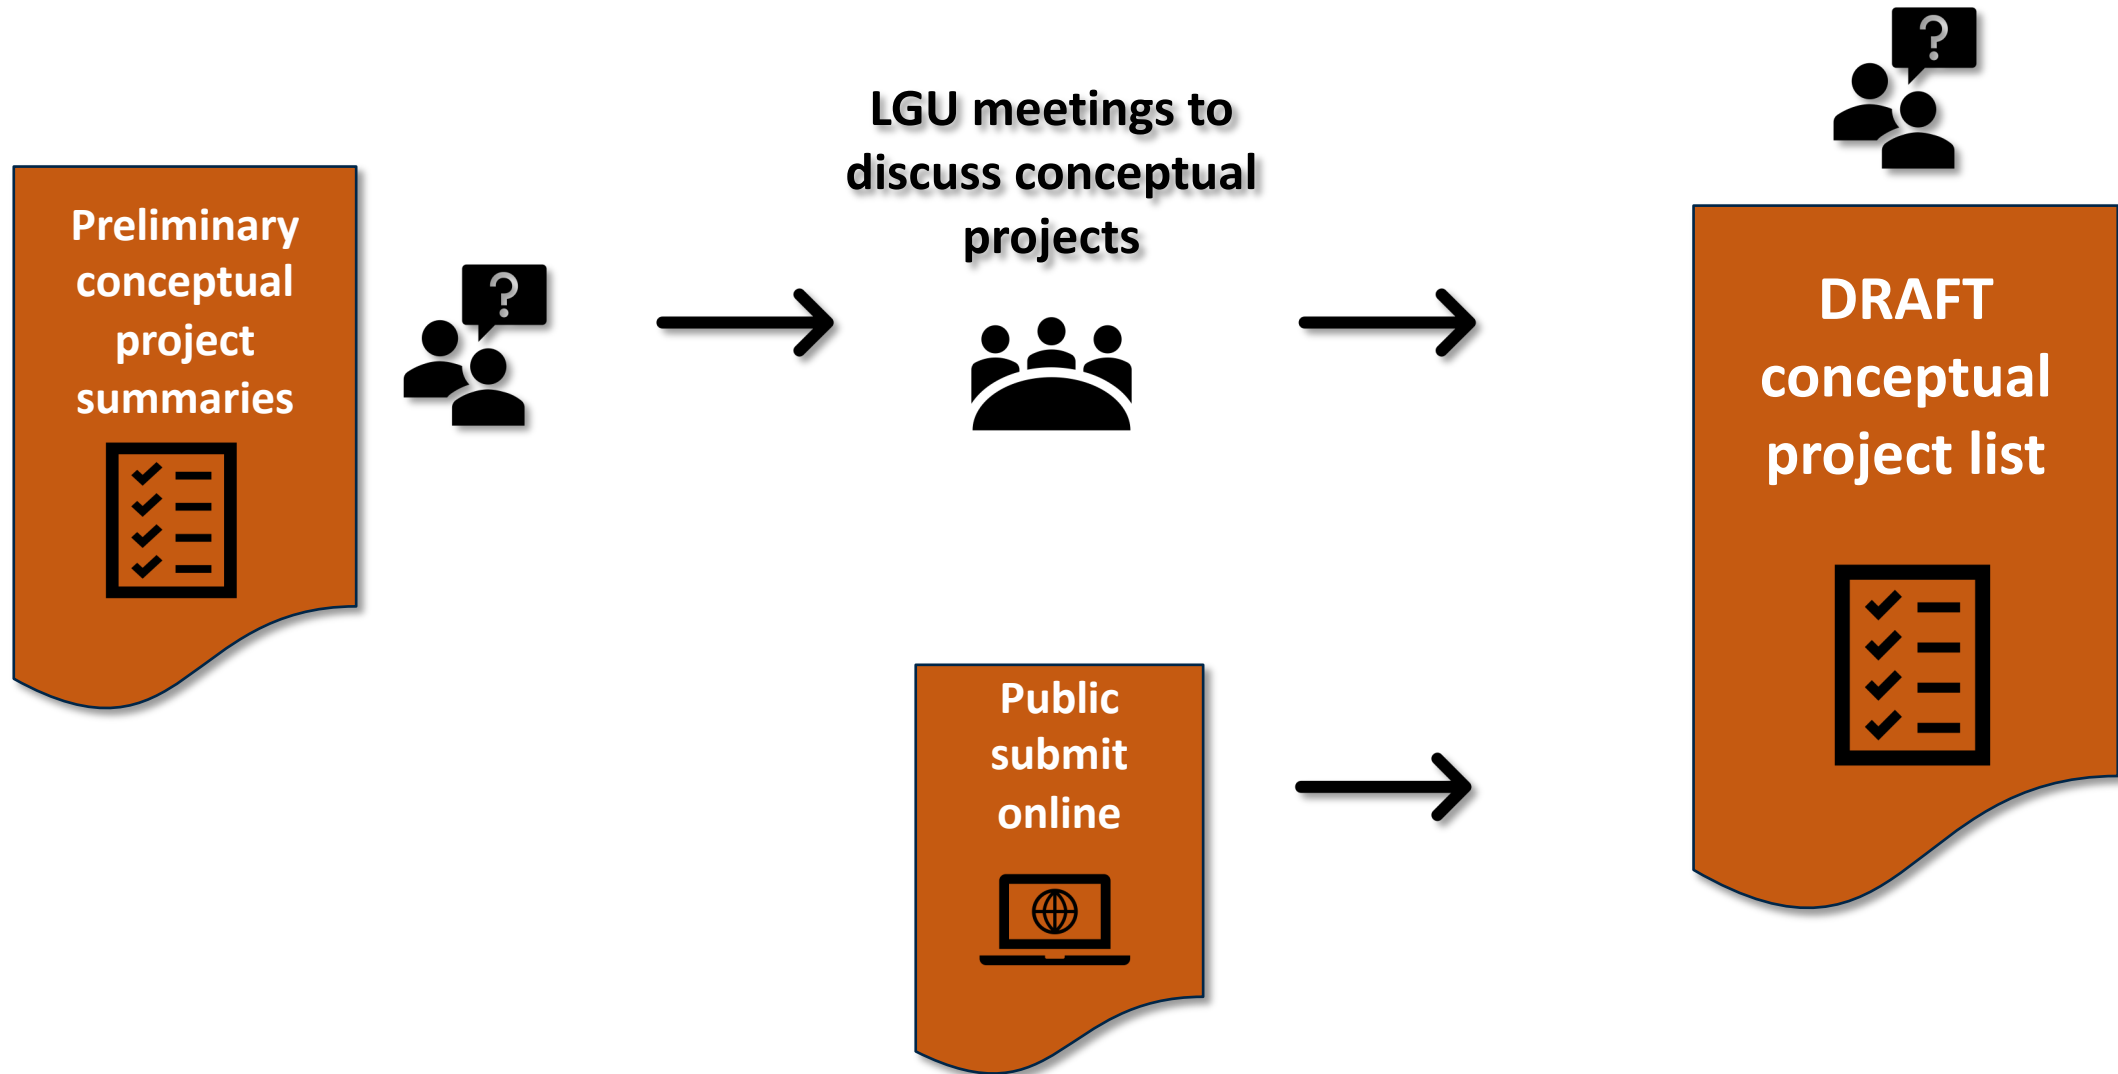 Preliminary
conceptual
project
summaries
?
LGU meetings to
discuss conceptual
projects
Public
submit
online
?
DRAFT
conceptual
project list